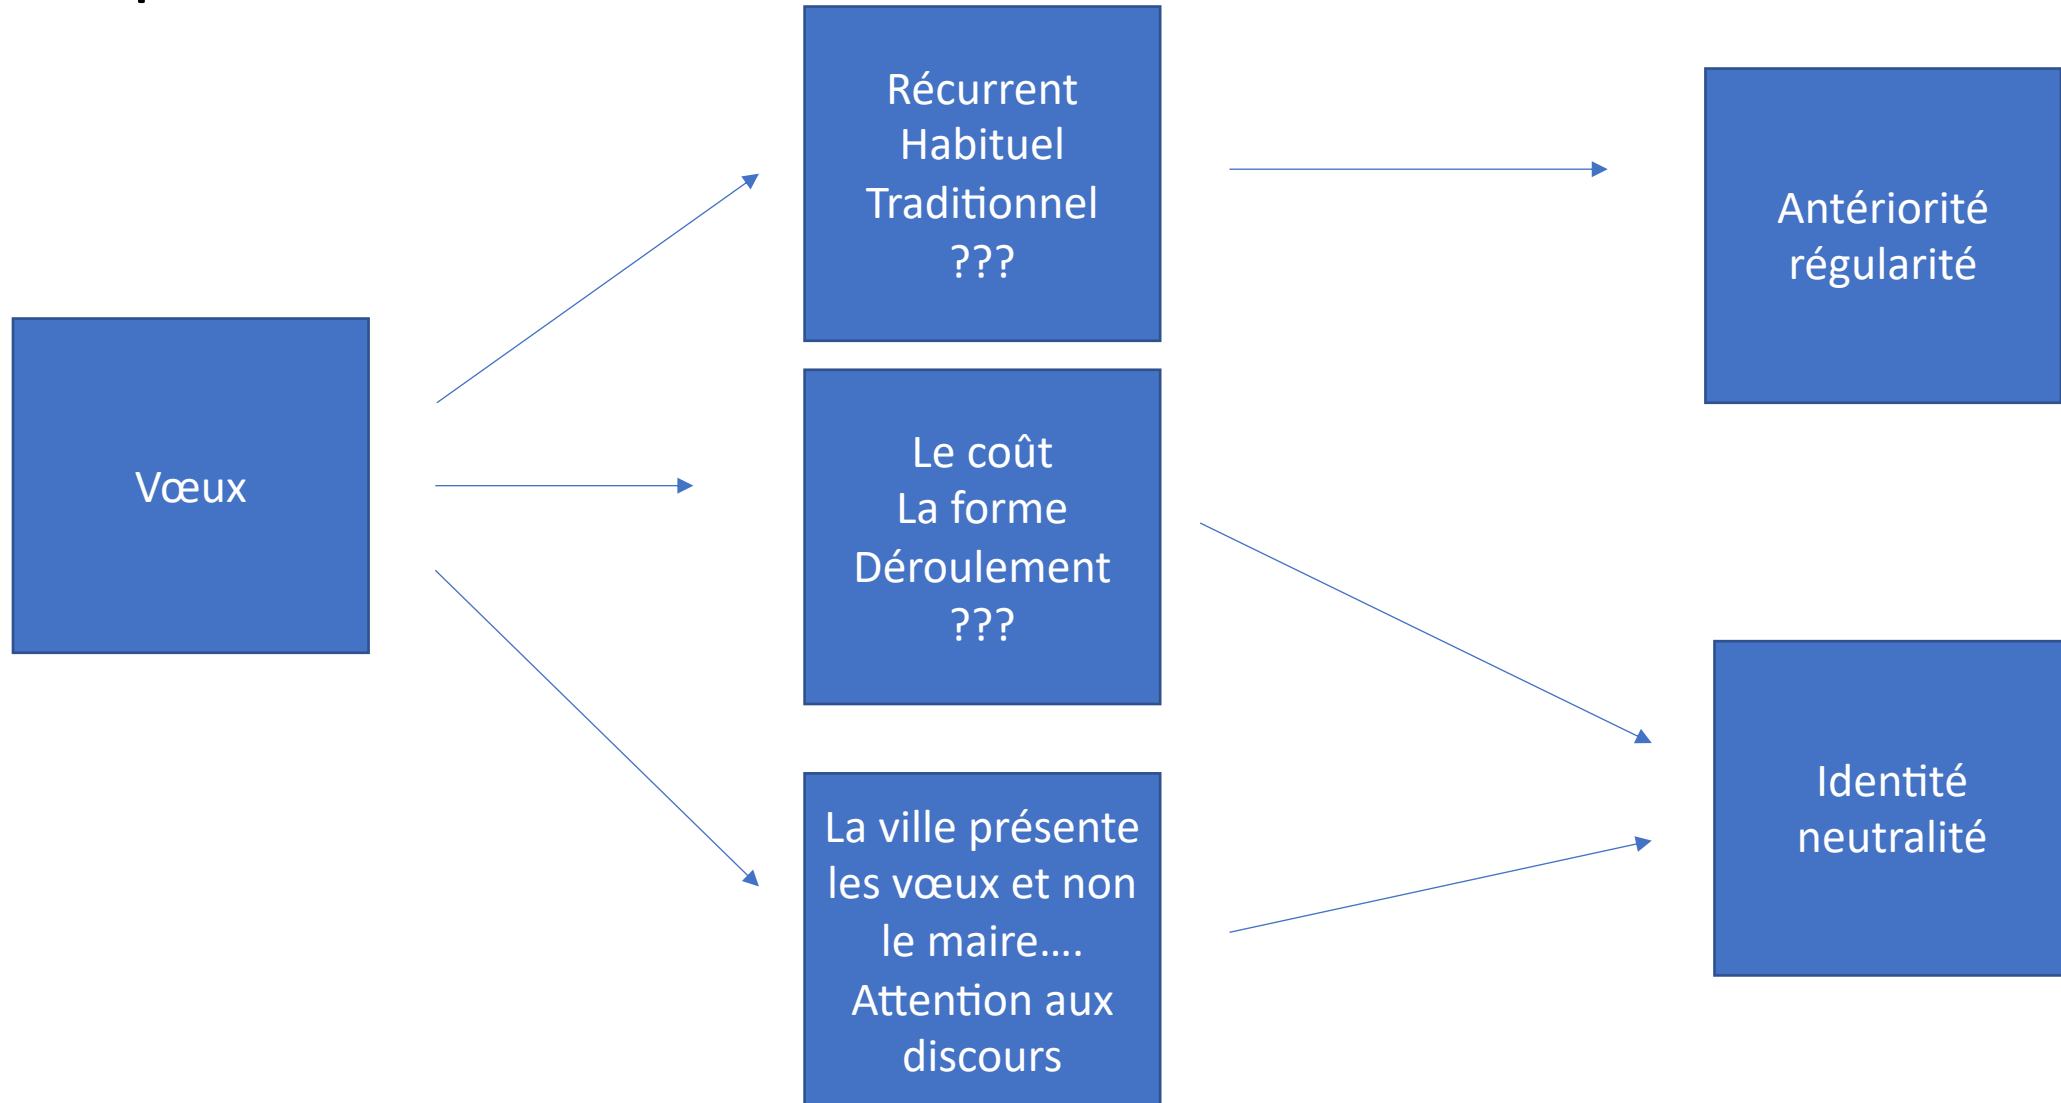 Vœux
Récurrent
Habituel
Traditionnel
???
Le coût
La forme
Déroulement
???
La ville présente
les vœux et non
le maire....
Attention aux
discours
Antériorité
régularité
Identité
neutralité